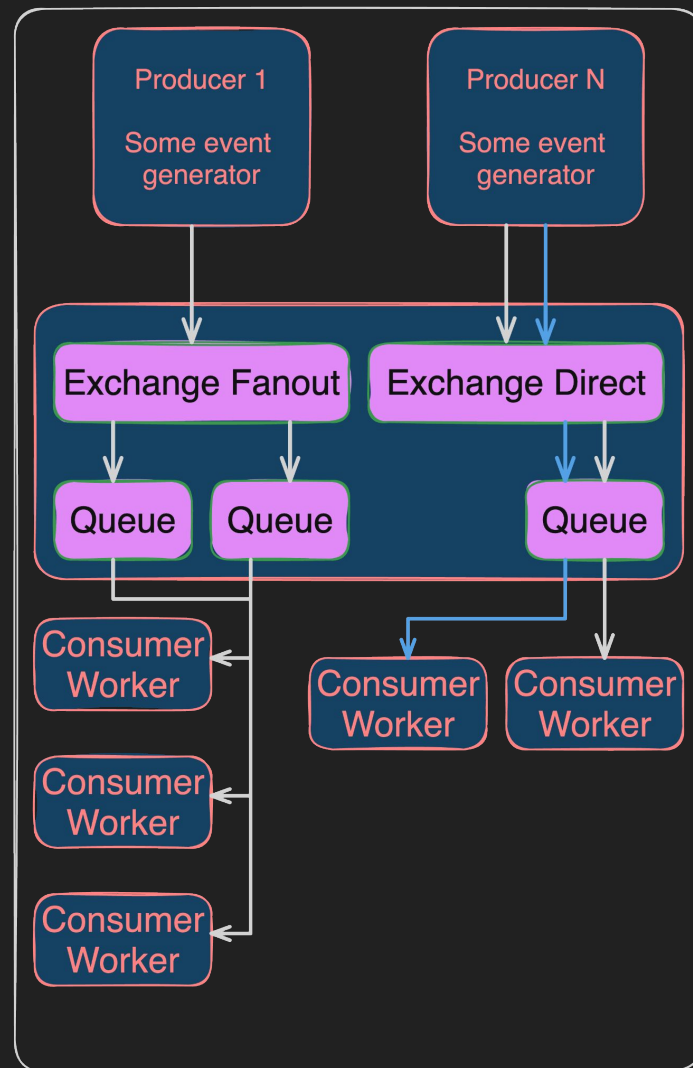 Producer 1
Some event
generator
Producer N
Some event
generator
Exchange Fanout
Exchange Direct
Queue
Queue
Queue
Consumer
Worker
Consumer
Worker
Consumer
Worker
Consumer
Worker
Consumer
Worker